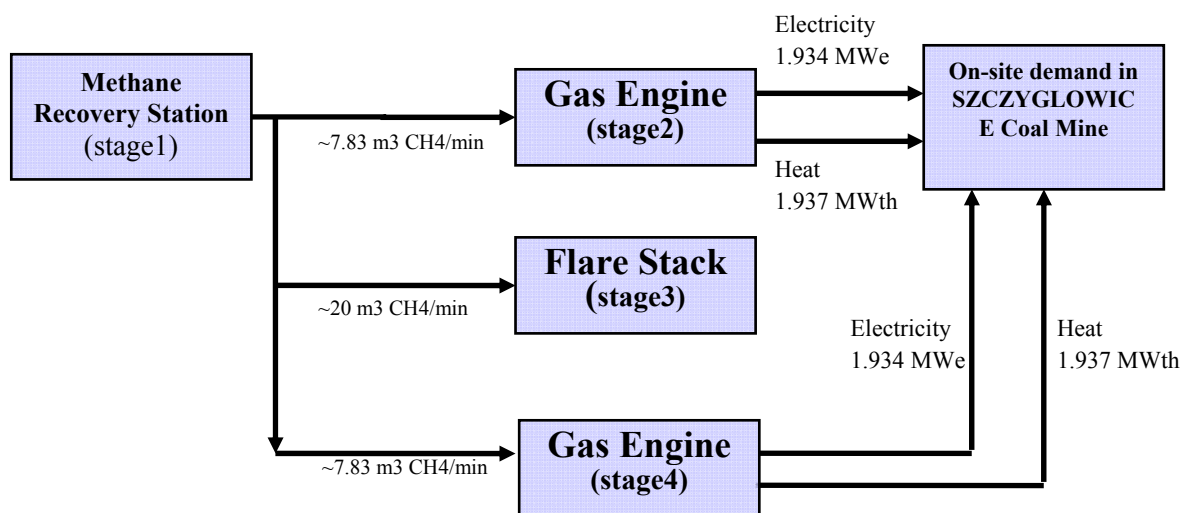 Methane
Recovery Station
(stage1)
~7.83 m3 CH4/min
Gas Engine
(stage2)
Electricity
1.934 MWe
Heat
1.937 MWth
On-site demand in
SZCZYGLOWIC
E Coal Mine
~20 m3 CH4/min
Flare Stack
(stage3)
Electricity
1.934 MWe
Heat
1.937 MWth
~7.83 m3 CH4/min
Gas Engine
(stage4)